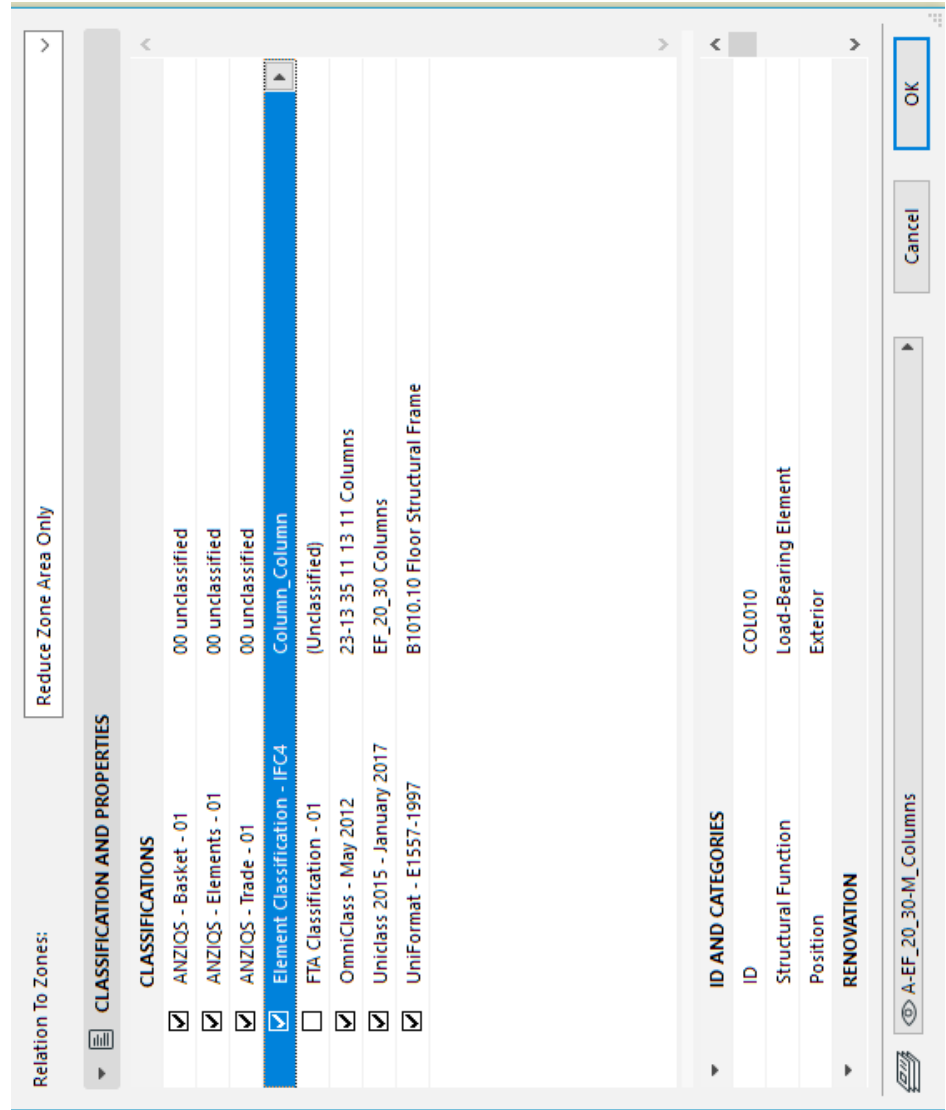 Relation To Zones: Reduce Zone Area Only
CLASSIFICATION AND PROPERTIES
CLASSIFICATIONS
ANZIQS - Basket - 01 00 unclassified
ANZIQS - Elements - 01 00 unclassified
ANZIQS - Trade - 01 00 unclassified
Element Classification - IFC4 Column_Column
FTA Classification - 01 (Unclassified)
OmniClass - May 2012 23-13 35 11 13 11 Columns
Uniclass 2015 - January 2017 EF_20_30 Columns
UniFormat - E1557-1997 B1010.10 Floor Structural Frame
ID AND CATEGORIES
ID COL010
Structural Function Load-Bearing Element
Position Exterior
RENOVATION
A-EF_20_30-M_Columns Cancel OK